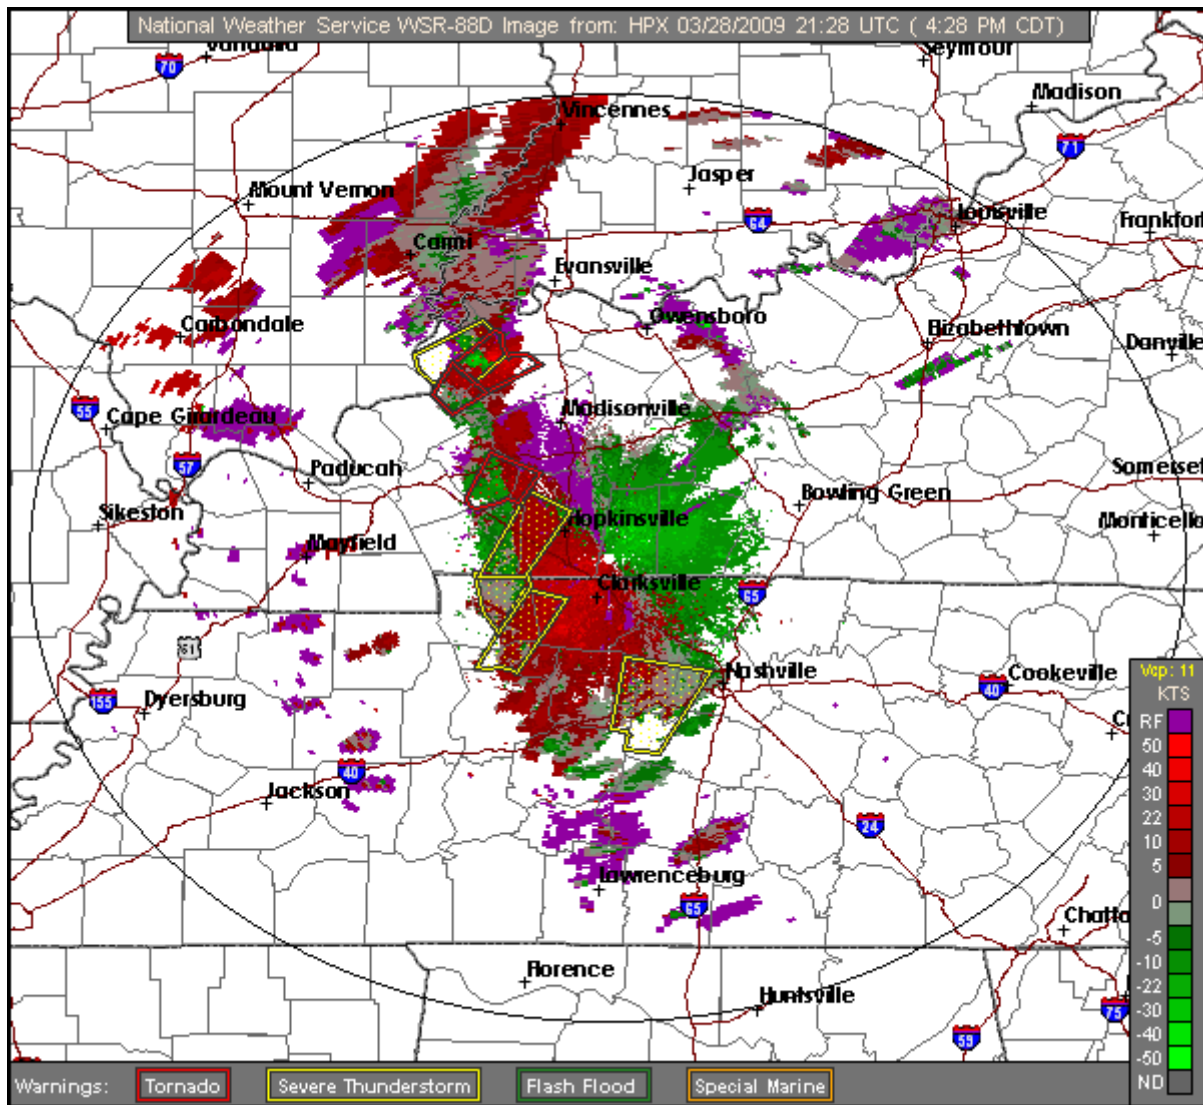 National Weather Service WSR-88D Image from: HPX 03/28/2009 21:28 UTC ( 4:28 PM CDT)
Vandalia
Seymour
70
Madison
Vincennes
71
Jasper
Mount Vernon
64
Louisville
Frankfor
Carmi
Evansville
Owensboro
Carbondale
Elizabethtown
Danville
55
Cape Girardeau
Madisonville
57
Paducah
Somerset
Bowling Green
Sikeston
Hopkinsville
Monticello
Mayfield
Clarksville
65
61
Nashville
Cookeville
40
155
Dyersburg
40
Jackson
24
Lawrenceburg
65
Chatta
Florence
Huntsville
75
59
Vcp: 11
KTS
RF
50
40
30
22
10
5
0
-5
-10
-22
-30
-40
-50
ND
Warnings: Tornado Severe Thunderstorm Flash Flood Special Marine